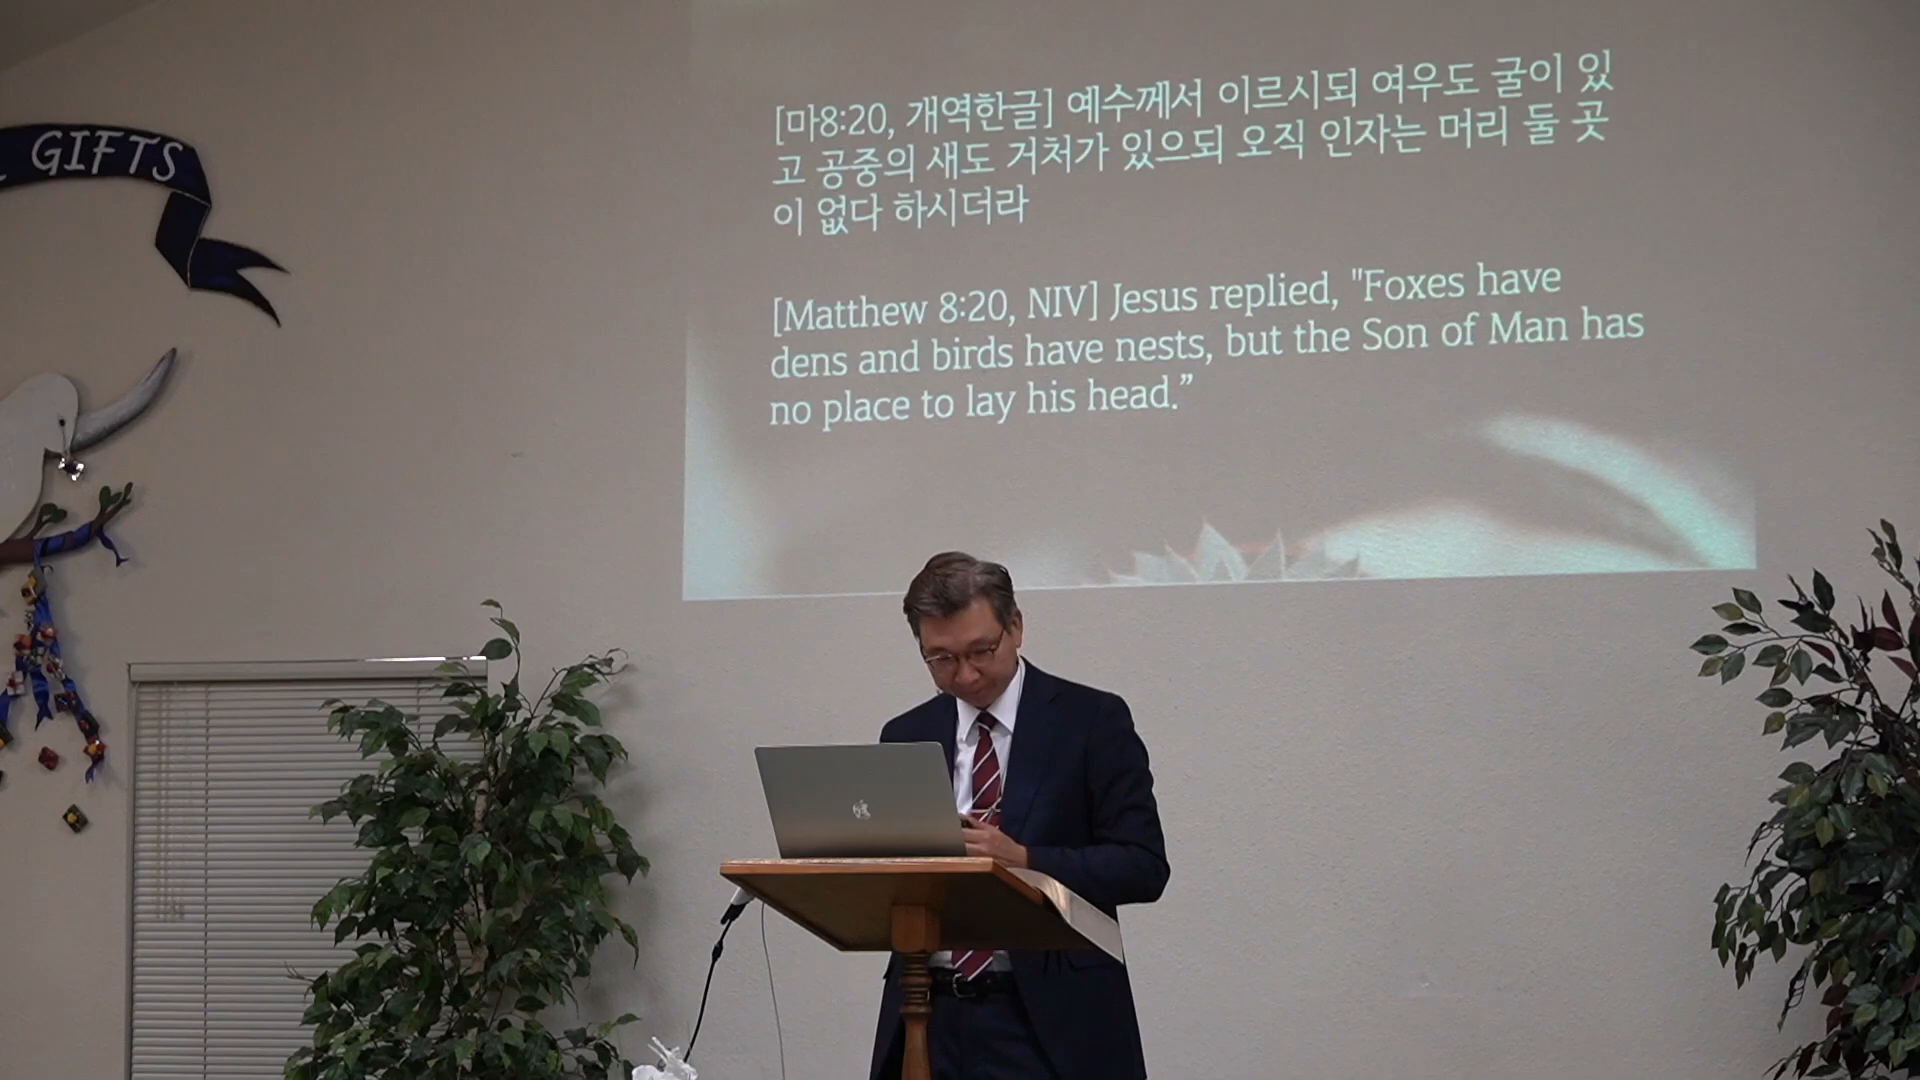 GIFTS
[마8:20, 개역한글] 예수께서 이르시되 여우도 굴이 있
고 공중의 새도 거처가 있으되 오직 인자는 머리 둘 곳
이 없다 하시더라
[Matthew 8:20, NIV] Jesus replied, "Foxes have
dens and birds have nests, but the Son of Man has
no place to lay his head.”